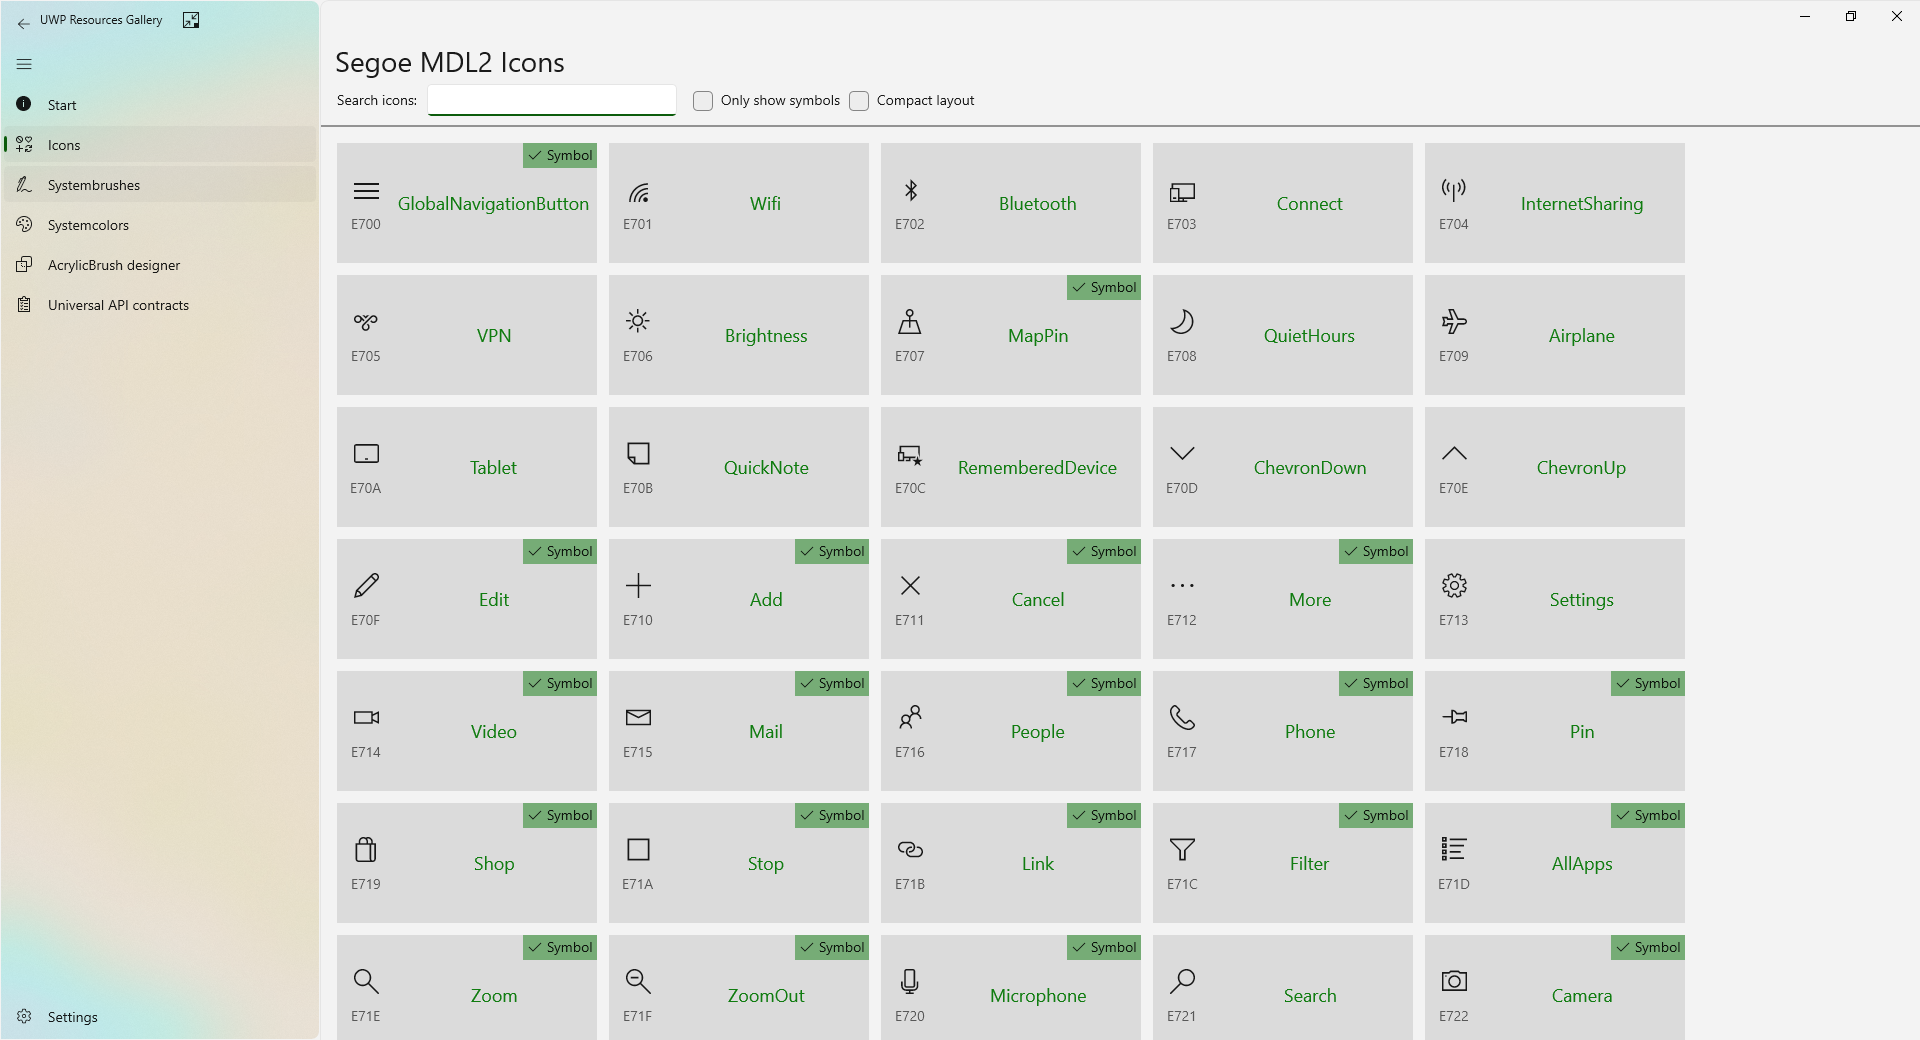 UWP Resources Gallery
Start
Icons
Systembrushes
Systemcolors
AcrylicBrush designer
Universal API contracts
Settings
Segoe MDL2 Icons
Search icons:
Only show symbols
Compact layout
Symbol
GlobalNavigationButton
E700
Wifi
E701
Bluetooth
E702
Connect
E703
InternetSharing
E704
VPN
E705
Brightness
E706
Symbol
MapPin
E707
QuietHours
E708
Airplane
E709
Tablet
E70A
QuickNote
E70B
RememberedDevice
E70C
ChevronDown
E70D
ChevronUp
E70E
Symbol
Edit
E70F
Symbol
Add
E710
Symbol
Cancel
E711
Symbol
More
E712
Settings
E713
Symbol
Video
E714
Symbol
Mail
E715
Symbol
People
E716
Symbol
Phone
E717
Symbol
Pin
E718
Symbol
Shop
E719
Symbol
Stop
E71A
Symbol
Link
E71B
Symbol
Filter
E71C
Symbol
AllApps
E71D
Symbol
Zoom
E71E
Symbol
ZoomOut
E71F
Symbol
Microphone
E720
Search
E721
Symbol
Camera
E722